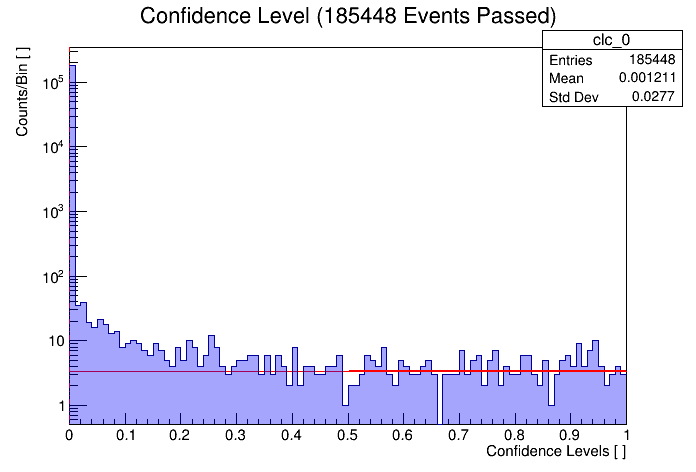 Confidence Level (185448 Events Passed)
clc_0
Entries 185448
Mean 0.001211
Std Dev 0.0277
Counts/Bin [ ]
10^5
10^4
10^3
10^2
10
1
0 0.1 0.2 0.3 0.4 0.5 0.6 0.7 0.8 0.9 1
Confidence Levels [ ]